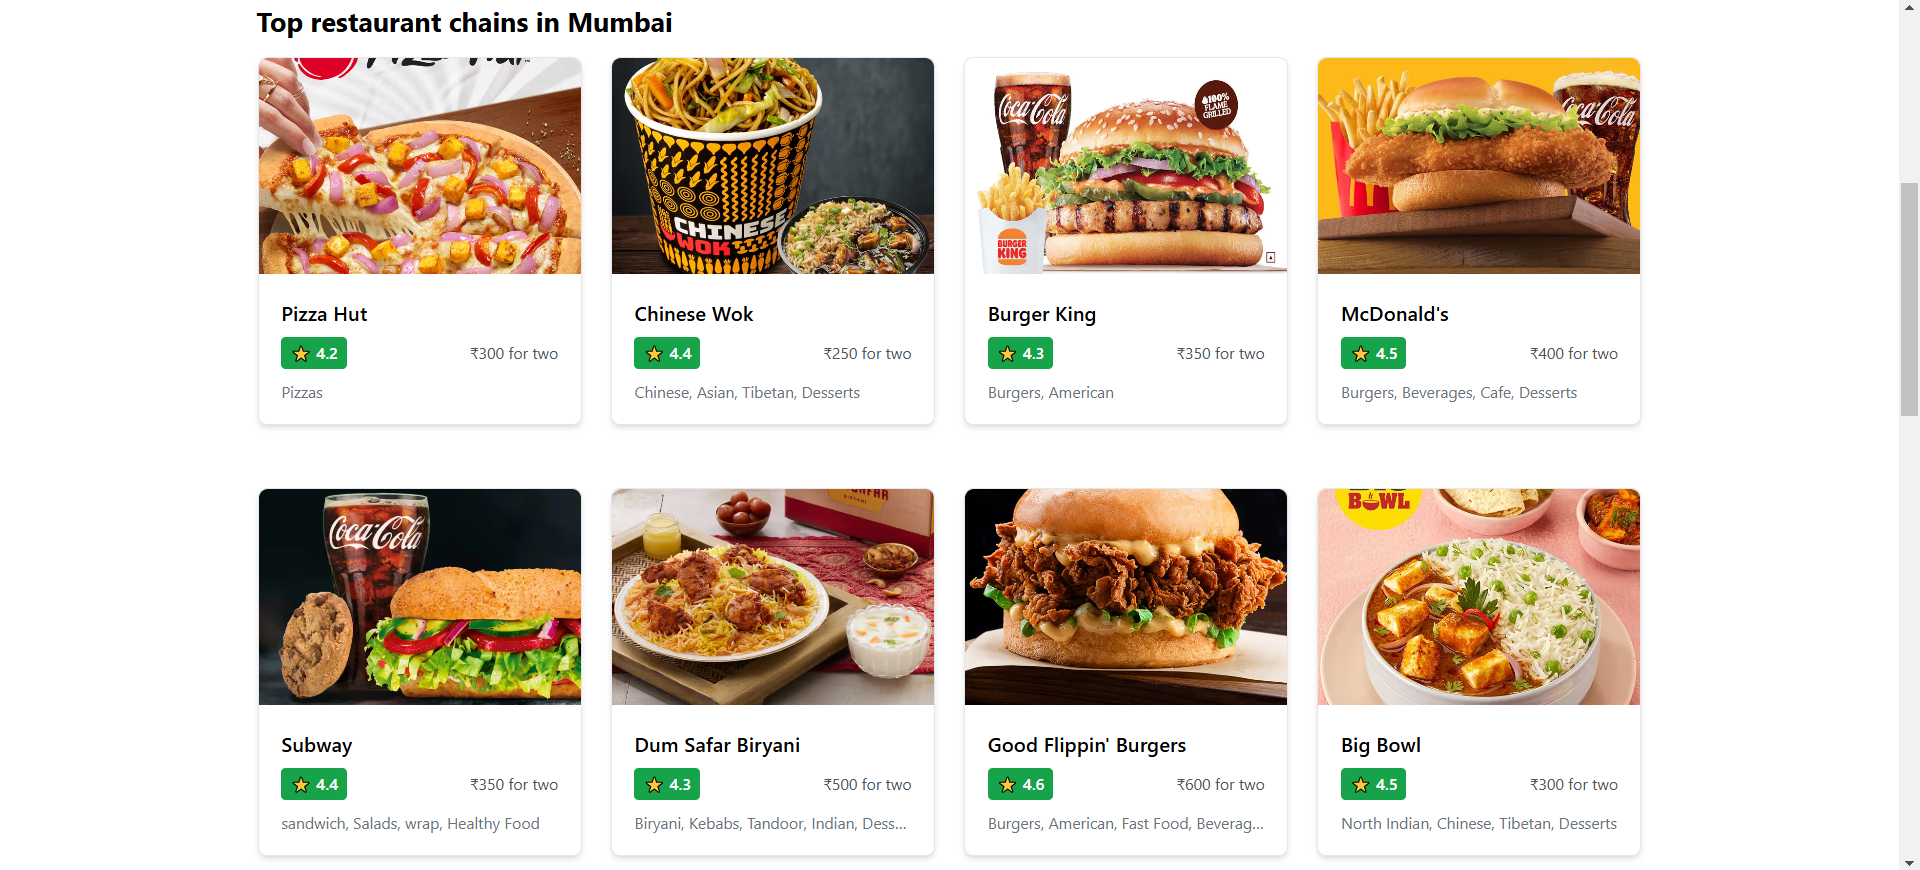 Top restaurant chains in Mumbai
Coca-Cola
100%
FLAME
GRILLED
Coca-Cola
CHINESE
WOK
BURGER
KING
Pizza Hut
4.2
₹300 for two
Pizzas
Chinese Wok
4.4
₹250 for two
Chinese, Asian, Tibetan, Desserts
Burger King
4.3
₹350 for two
Burgers, American
McDonald's
4.5
₹400 for two
Burgers, Beverages, Cafe, Desserts
Coca-Cola
BIRYANI
BOWL
Subway
4.4
₹350 for two
sandwich, Salads, wrap, Healthy Food
Dum Safar Biryani
4.3
₹500 for two
Biryani, Kebabs, Tandoor, Indian, Dess...
Good Flippin' Burgers
4.6
₹600 for two
Burgers, American, Fast Food, Beverag...
Big Bowl
4.5
₹300 for two
North Indian, Chinese, Tibetan, Desserts